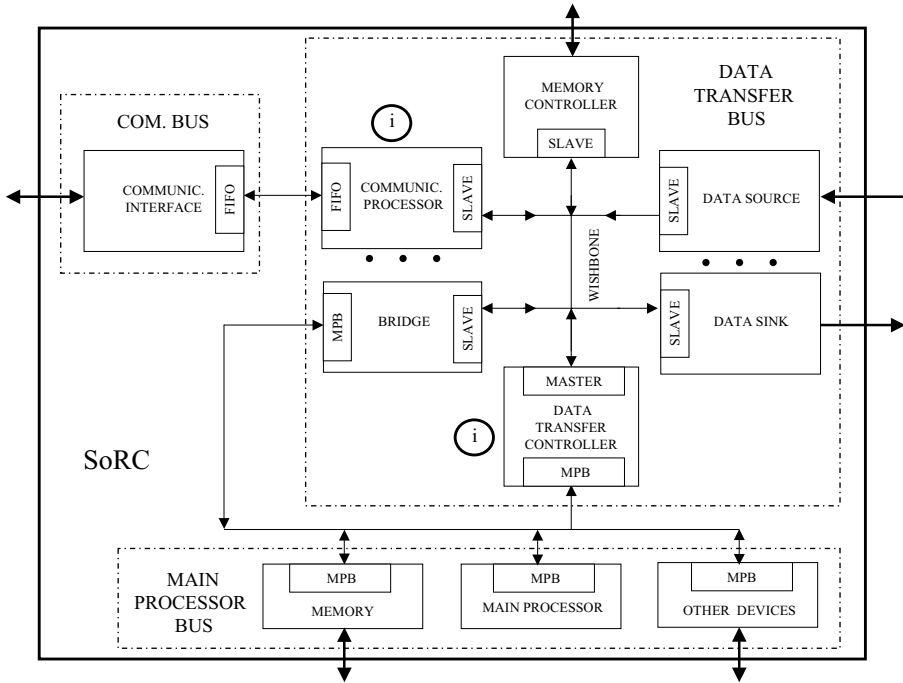 MEMORY
CONTROLLER
SLAVE
DATA
TRANSFER
BUS
COM. BUS
i
COMMUNIC.
INTERFACE
FIFO
FIFO
COMMUNIC.
PROCESSOR
SLAVE
SLAVE
DATA SOURCE
WISHBONE
MPB
BRIDGE
SLAVE
SLAVE
DATA SINK
MASTER
DATA
TRANSFER
CONTROLLER
MPB
i
SoRC
MAIN
PROCESSOR
BUS
MPB
MEMORY
MPB
MAIN PROCESSOR
MPB
OTHER DEVICES